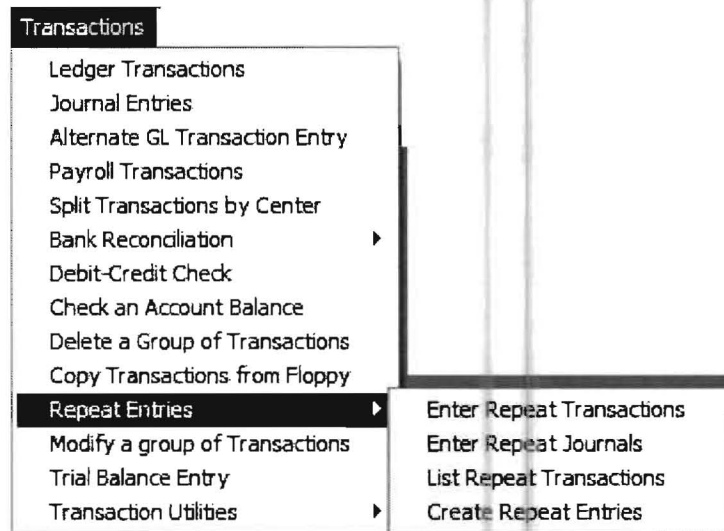 Transactions
Ledger Transactions
Journal Entries
Alternate GL Transaction Entry
Payroll Transactions
Split Transactions by Center
Bank Reconciliation
Debit-Credit Check
Check an Account Balance
Delete a Group of Transactions
Copy Transactions from Floppy
Repeat Entries
Enter Repeat Transactions
Modify a group of Transactions
Enter Repeat Journals
Trial Balance Entry
List Repeat Transactions
Transaction Utilities
Create Repeat Entries